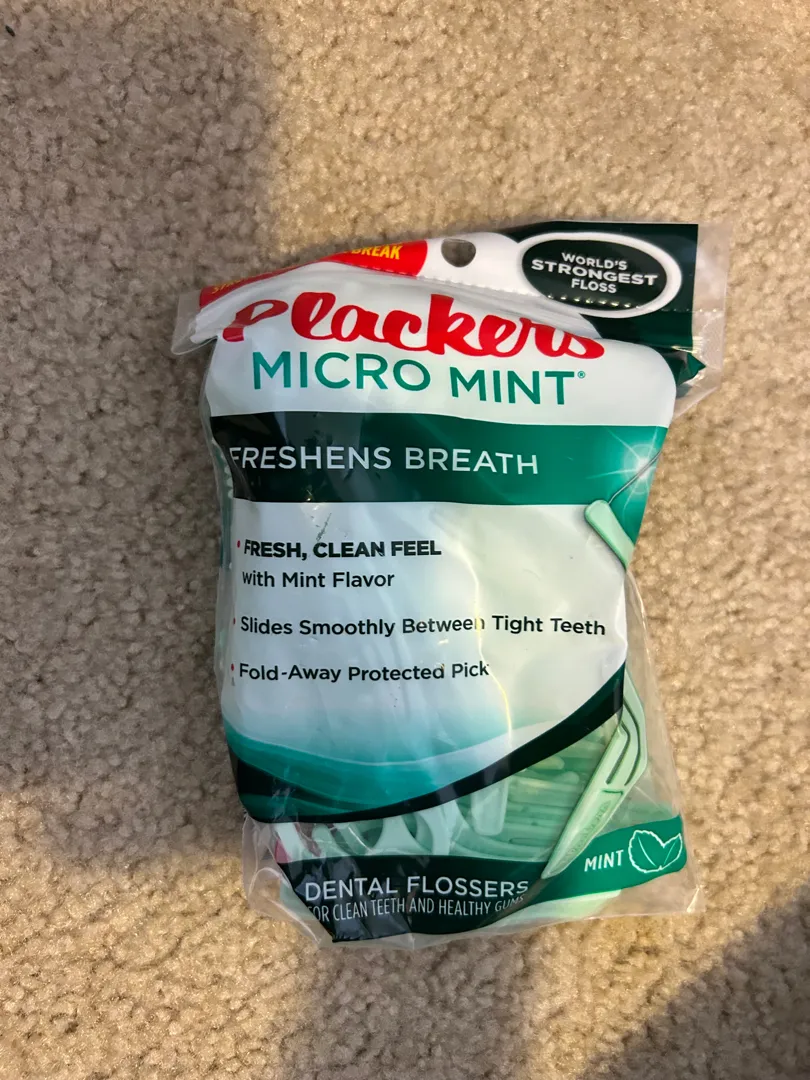 BREAK
WORLD'S
STRONGEST
FLOSS
Plackers
MICRO MINT®
FRESHENS BREATH
• FRESH, CLEAN FEEL
with Mint Flavor
• Slides Smoothly Between Tight Teeth
• Fold-Away Protected Pick
MINT
DENTAL FLOSSERS
FOR CLEAN TEETH AND HEALTHY GUMS